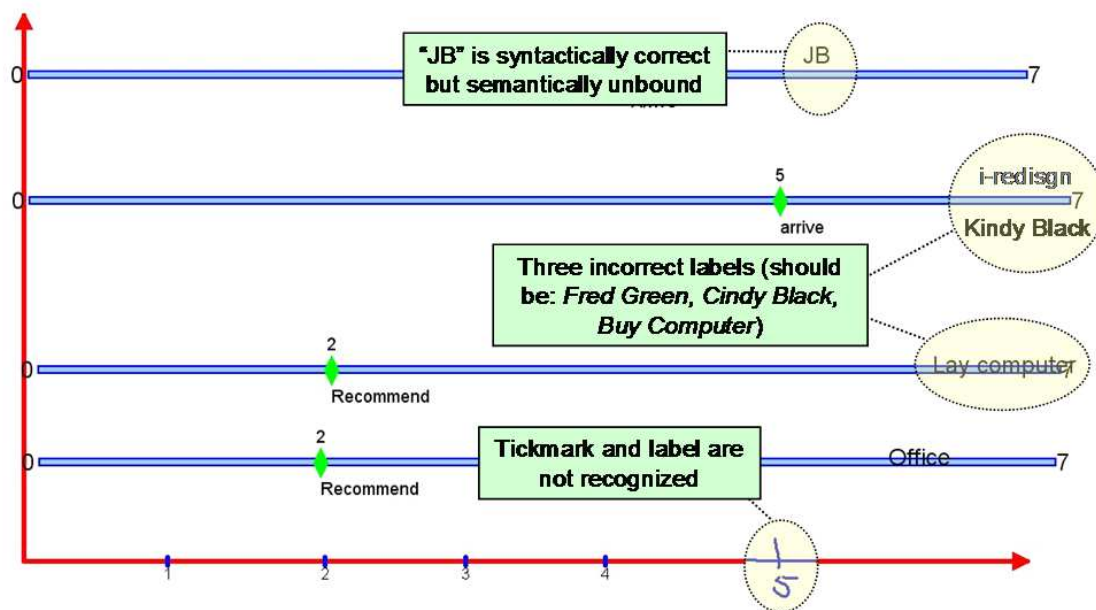 "JB" is syntactically correct
but semantically unbound
JB
0
7
5
i-redisgn
0
7
arrive
Kindy Black
Three incorrect labels (should
be: Fred Green, Cindy Black,
Buy Computer)
2
0
Lay computer
7
Recommend
2
Tickmark and label are
not recognized
Office
0
7
Recommend
1
2
3
4
5